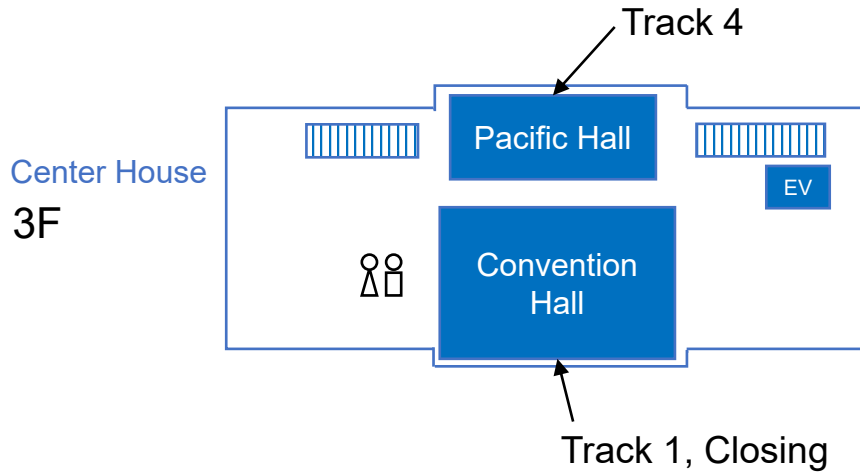 Track 4
Pacific Hall
Center House
3F
EV
Convention
Hall
Track 1, Closing